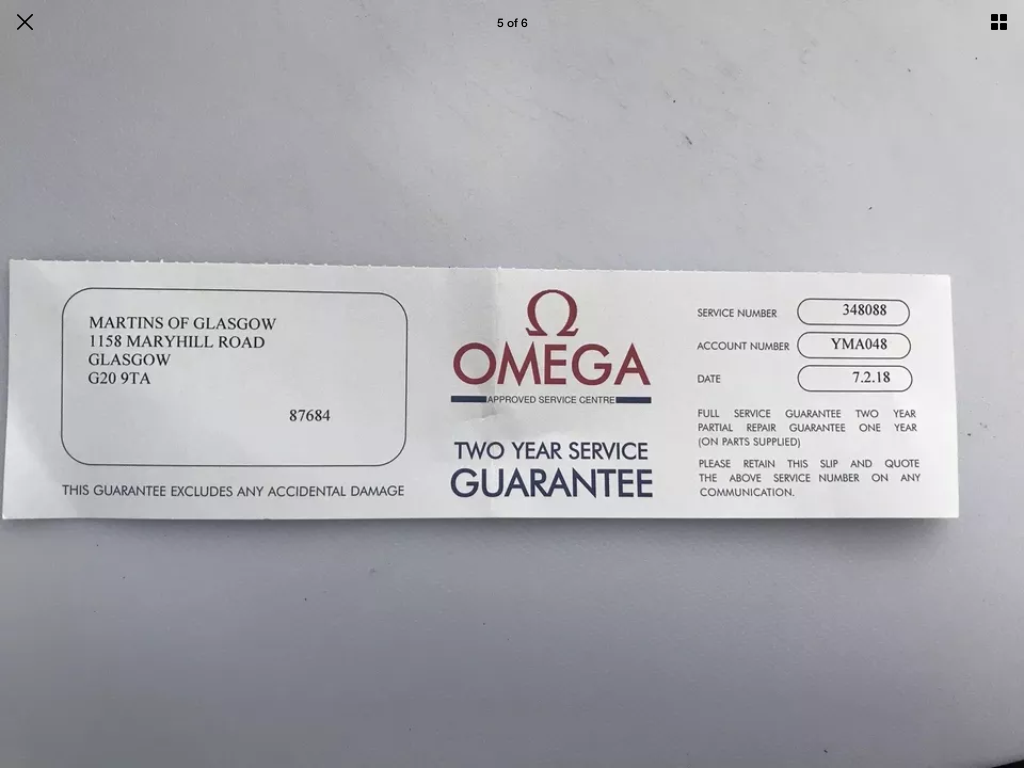 5 of 6
MARTINS OF GLASGOW
1158 MARYHILL ROAD
GLASGOW
G20 9TA
87684
THIS GUARANTEE EXCLUDES ANY ACCIDENTAL DAMAGE
Ω
OMEGA
APPROVED SERVICE CENTRE
TWO YEAR SERVICE
GUARANTEE
SERVICE NUMBER 348088
ACCOUNT NUMBER YMA048
DATE 7.2.18
FULL SERVICE GUARANTEE TWO YEAR
PARTIAL REPAIR GUARANTEE ONE YEAR
(ON PARTS SUPPLIED)
PLEASE RETAIN THIS SLIP AND QUOTE
THE ABOVE SERVICE NUMBER ON ANY
COMMUNICATION.